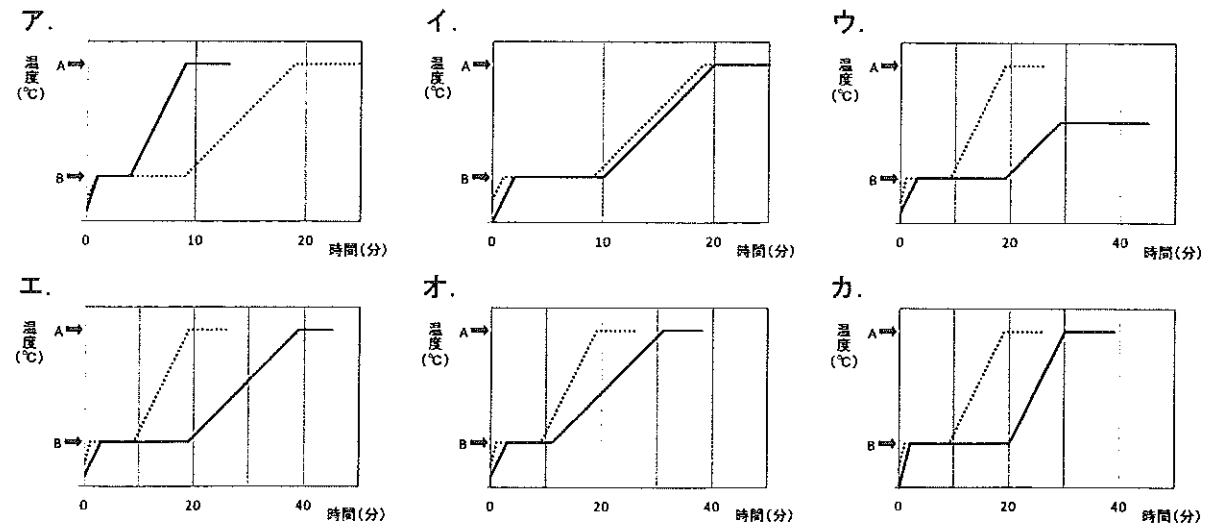 ア.
温度(℃)
A⇒
B⇒
0 10 20
時間(分)
イ.
温度(℃)
A⇒
B⇒
0 10 20
時間(分)
ウ.
温度(℃)
A⇒
B⇒
0 20 40
時間(分)
エ.
温度(℃)
A⇒
B⇒
0 20 40
時間(分)
オ.
温度(℃)
A⇒
B⇒
0 20 40
時間(分)
カ.
温度(℃)
A⇒
B⇒
0 20 40
時間(分)